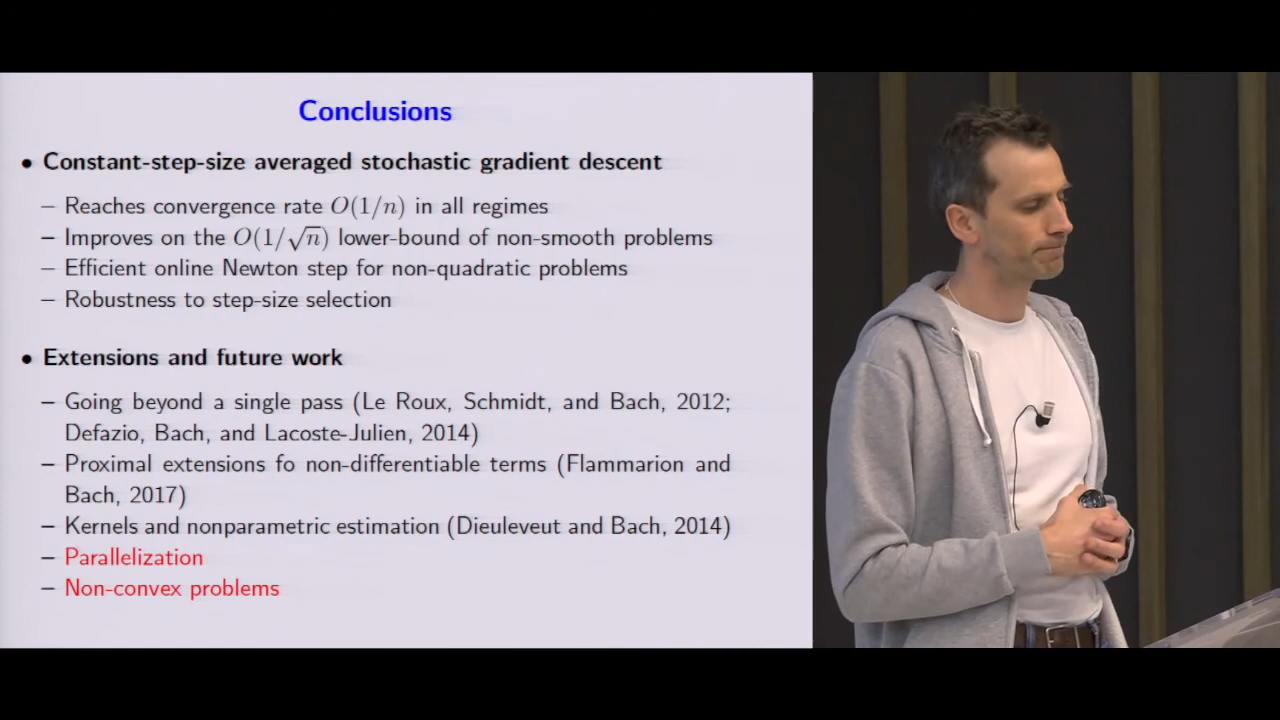 Conclusions
• Constant-step-size averaged stochastic gradient descent
– Reaches convergence rate O(1/n) in all regimes
– Improves on the O(1/√n) lower-bound of non-smooth problems
– Efficient online Newton step for non-quadratic problems
– Robustness to step-size selection
• Extensions and future work
– Going beyond a single pass (Le Roux, Schmidt, and Bach, 2012;
Defazio, Bach, and Lacoste-Julien, 2014)
– Proximal extensions fo non-differentiable terms (Flammarion and
Bach, 2017)
– Kernels and nonparametric estimation (Dieuleveut and Bach, 2014)
– Parallelization
– Non-convex problems